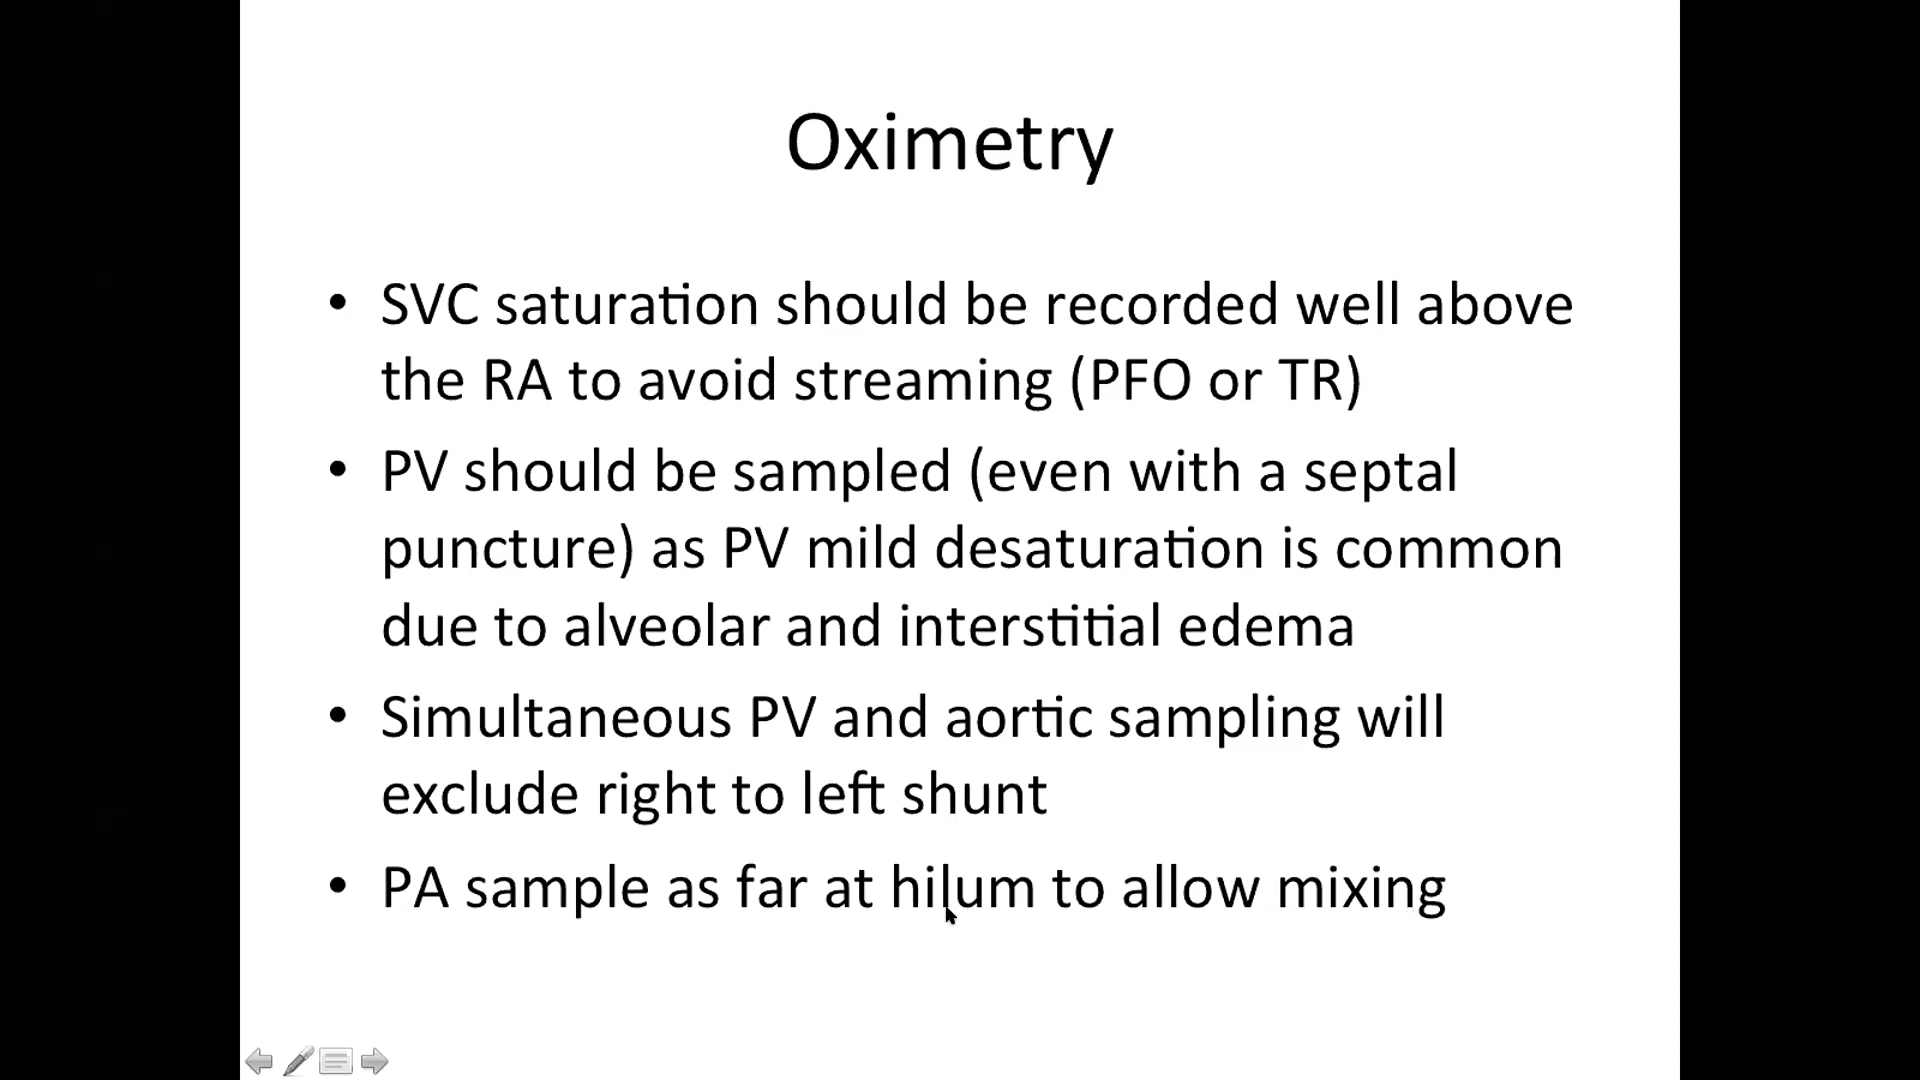 Oximetry
• SVC saturation should be recorded well above
the RA to avoid streaming (PFO or TR)
• PV should be sampled (even with a septal
puncture) as PV mild desaturation is common
due to alveolar and interstitial edema
• Simultaneous PV and aortic sampling will
exclude right to left shunt
• PA sample as far at hilum to allow mixing